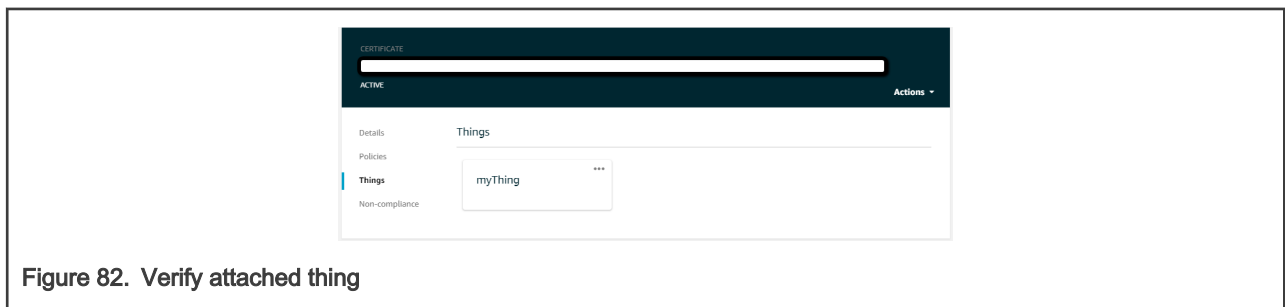 CERTIFICATE
ACTIVE
Actions
Details
Things
Policies
Things
myThing
...
Non-compliance
Figure 82. Verify attached thing